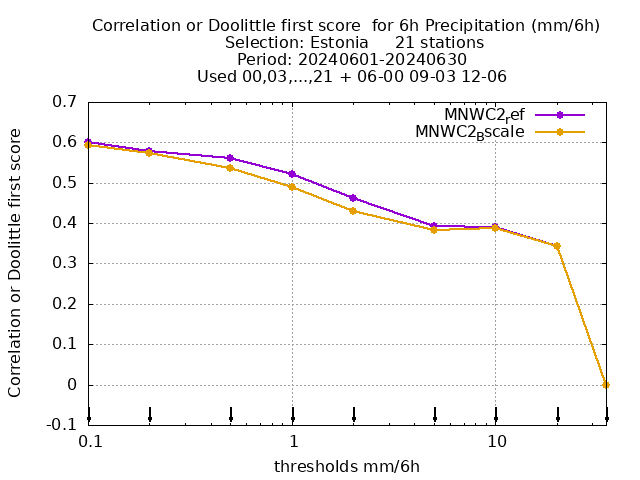 Correlation or Doolittle first score  for 6h Precipitation (mm/6h)
Selection: Estonia     21 stations
Period: 20240601-20240630
Used 00,03,...,21 + 06-00 09-03 12-06
MNWC2ref
MNWC2Bscale
Correlation or Doolittle first score
0.7
0.6
0.5
0.4
0.3
0.2
0.1
0
-0.1
0.1 1 10
thresholds mm/6h